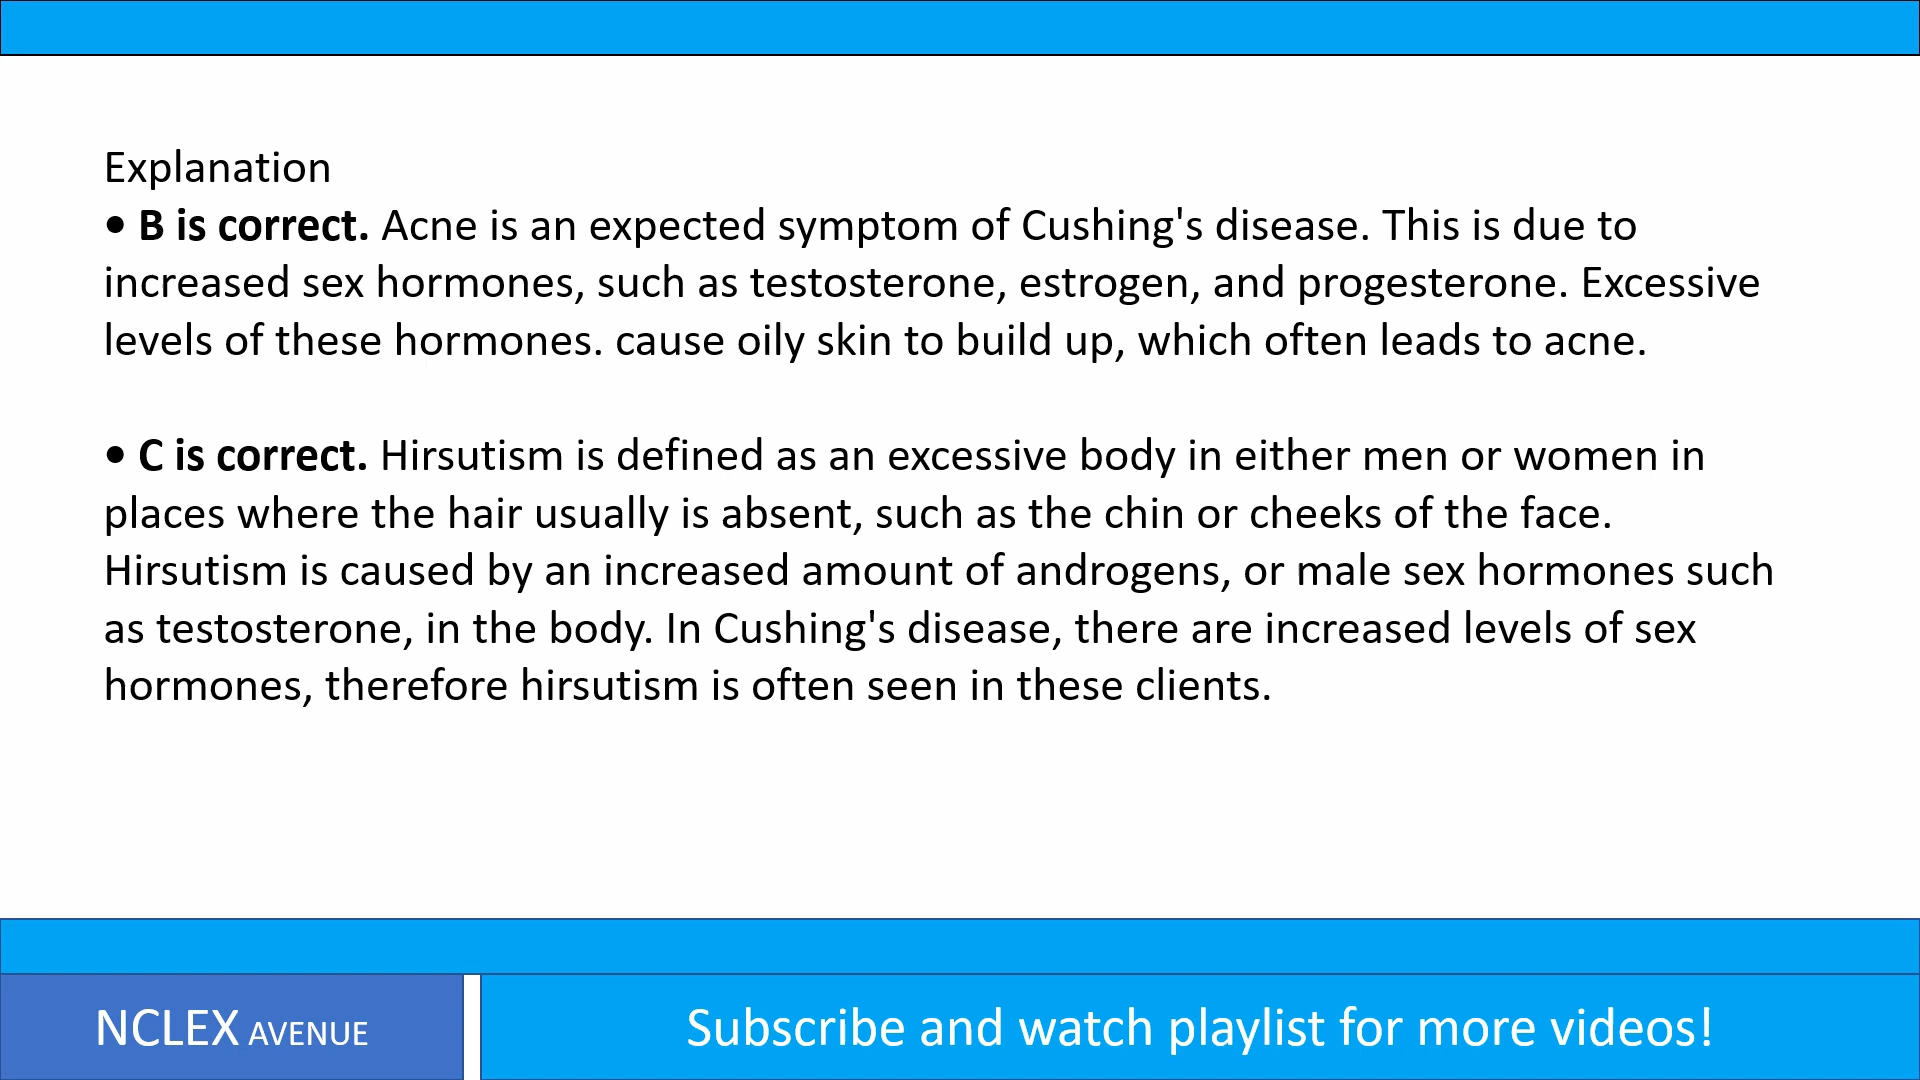 Explanation
• B is correct. Acne is an expected symptom of Cushing's disease. This is due to
increased sex hormones, such as testosterone, estrogen, and progesterone. Excessive
levels of these hormones. cause oily skin to build up, which often leads to acne.
• C is correct. Hirsutism is defined as an excessive body in either men or women in
places where the hair usually is absent, such as the chin or cheeks of the face.
Hirsutism is caused by an increased amount of androgens, or male sex hormones such
as testosterone, in the body. In Cushing's disease, there are increased levels of sex
hormones, therefore hirsutism is often seen in these clients.
NCLEX AVENUE
Subscribe and watch playlist for more videos!